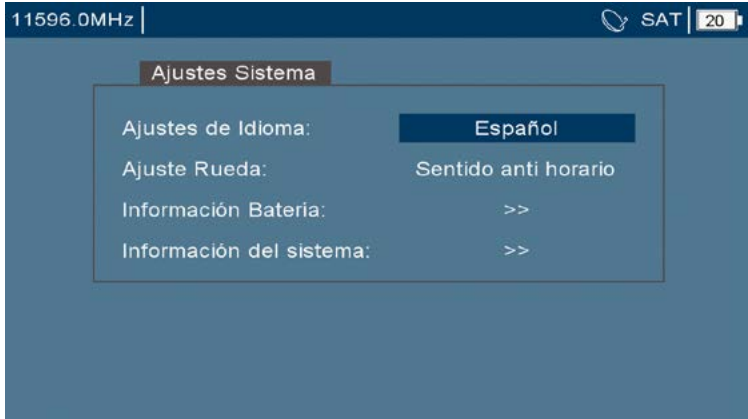 11596.0MHz SAT 20
Ajustes Sistema
Ajustes de Idioma: Español
Ajuste Rueda: Sentido anti horario
Información Bateria: >>
Información del sistema: >>